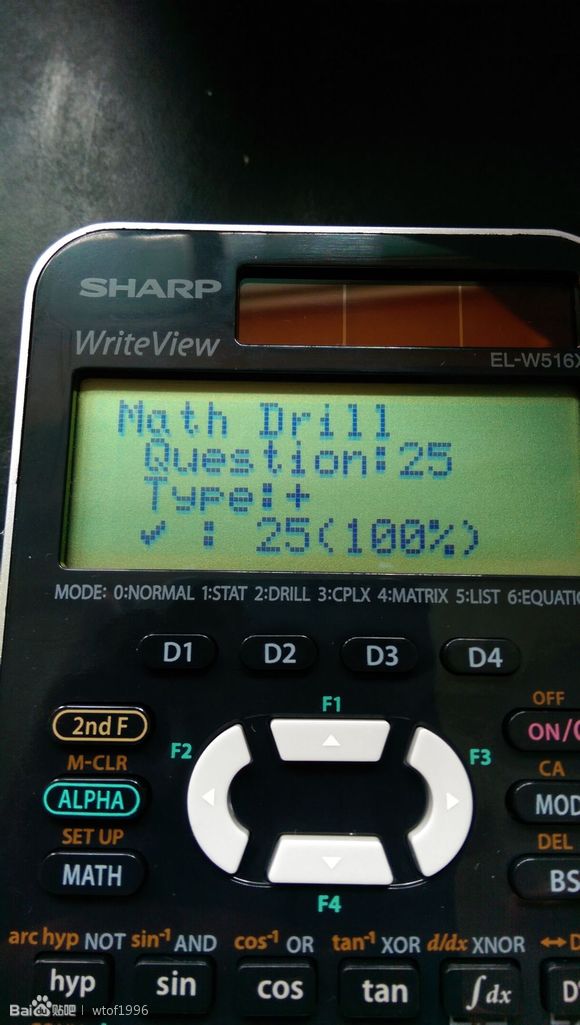 SHARP
WriteView
EL-W516X
Math Drill
Question:25
Type:+
✓ : 25(100%)
MODE: 0:NORMAL 1:STAT 2:DRILL 3:CPLX 4:MATRIX 5:LIST 6:EQUATIO
D1 D2 D3 D4
F1 OFF
2nd F ON/C
F2 F3
M-CLR CA
ALPHA MOD
SET UP DEL
MATH BS
F4
arc hyp NOT sin⁻¹ AND cos⁻¹ OR tan⁻¹ XOR d/dx XNOR ↔D
hyp sin cos tan ∫dx
Baidu贴吧 | wtof1996